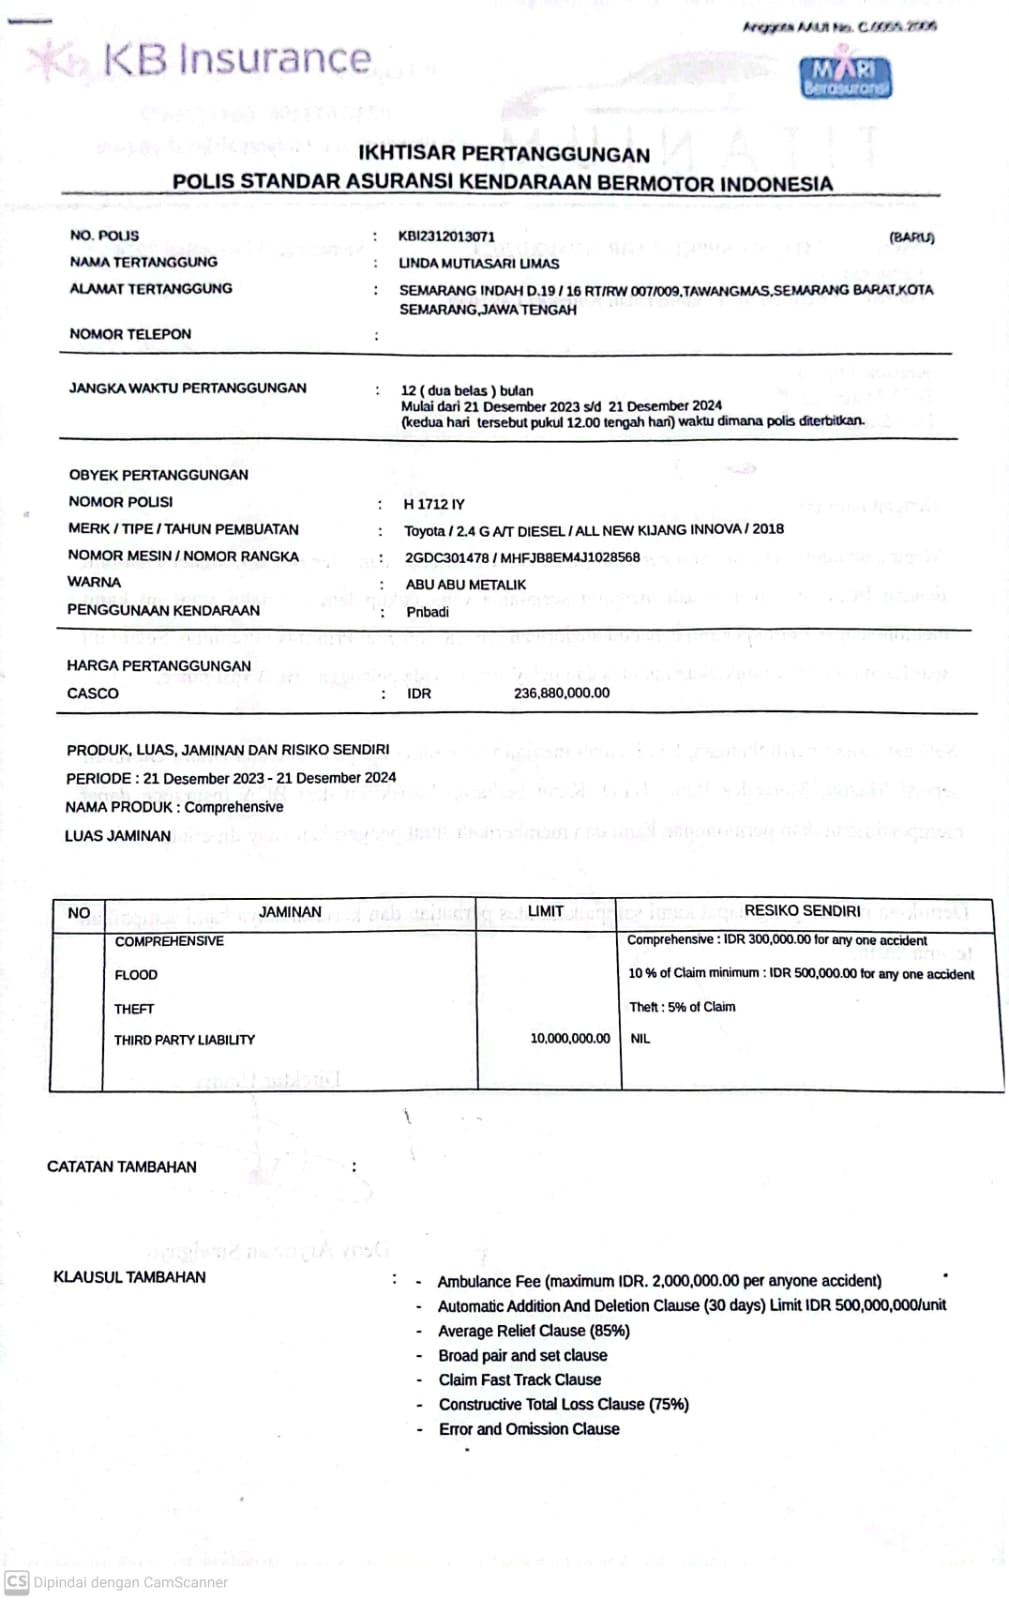 Anggota AAUI No. C.0055.2006
KB Insurance
MARI
Berasuransi
IKHTISAR PERTANGGUNGAN
POLIS STANDAR ASURANSI KENDARAAN BERMOTOR INDONESIA
NO. POLIS : KBI2312013071 (BARU)
NAMA TERTANGGUNG : LINDA MUTIASARI LIMAS
ALAMAT TERTANGGUNG : SEMARANG INDAH D.19 / 16 RT/RW 007/009,TAWANGMAS,SEMARANG BARAT,KOTA
SEMARANG,JAWA TENGAH
NOMOR TELEPON :
JANGKA WAKTU PERTANGGUNGAN : 12 ( dua belas ) bulan
Mulai dari 21 Desember 2023 s/d 21 Desember 2024
(kedua hari tersebut pukul 12.00 tengah hari) waktu dimana polis diterbitkan.
OBYEK PERTANGGUNGAN
NOMOR POLISI : H 1712 IY
MERK / TIPE / TAHUN PEMBUATAN : Toyota / 2.4 G A/T DIESEL / ALL NEW KIJANG INNOVA / 2018
NOMOR MESIN / NOMOR RANGKA : 2GDC301478 / MHFJB8EM4J1028568
WARNA : ABU ABU METALIK
PENGGUNAAN KENDARAAN : Pribadi
HARGA PERTANGGUNGAN
CASCO : IDR 236,880,000.00
PRODUK, LUAS, JAMINAN DAN RISIKO SENDIRI
PERIODE : 21 Desember 2023 - 21 Desember 2024
NAMA PRODUK : Comprehensive
LUAS JAMINAN
NO JAMINAN LIMIT RESIKO SENDIRI
COMPREHENSIVE Comprehensive : IDR 300,000.00 for any one accident
FLOOD 10 % of Claim minimum : IDR 500,000.00 for any one accident
THEFT Theft : 5% of Claim
THIRD PARTY LIABILITY 10,000,000.00 NIL
CATATAN TAMBAHAN :
KLAUSUL TAMBAHAN : - Ambulance Fee (maximum IDR. 2,000,000.00 per anyone accident)
- Automatic Addition And Deletion Clause (30 days) Limit IDR 500,000,000/unit
- Average Relief Clause (85%)
- Broad pair and set clause
- Claim Fast Track Clause
- Constructive Total Loss Clause (75%)
- Error and Omission Clause
CS Dipindai dengan CamScanner